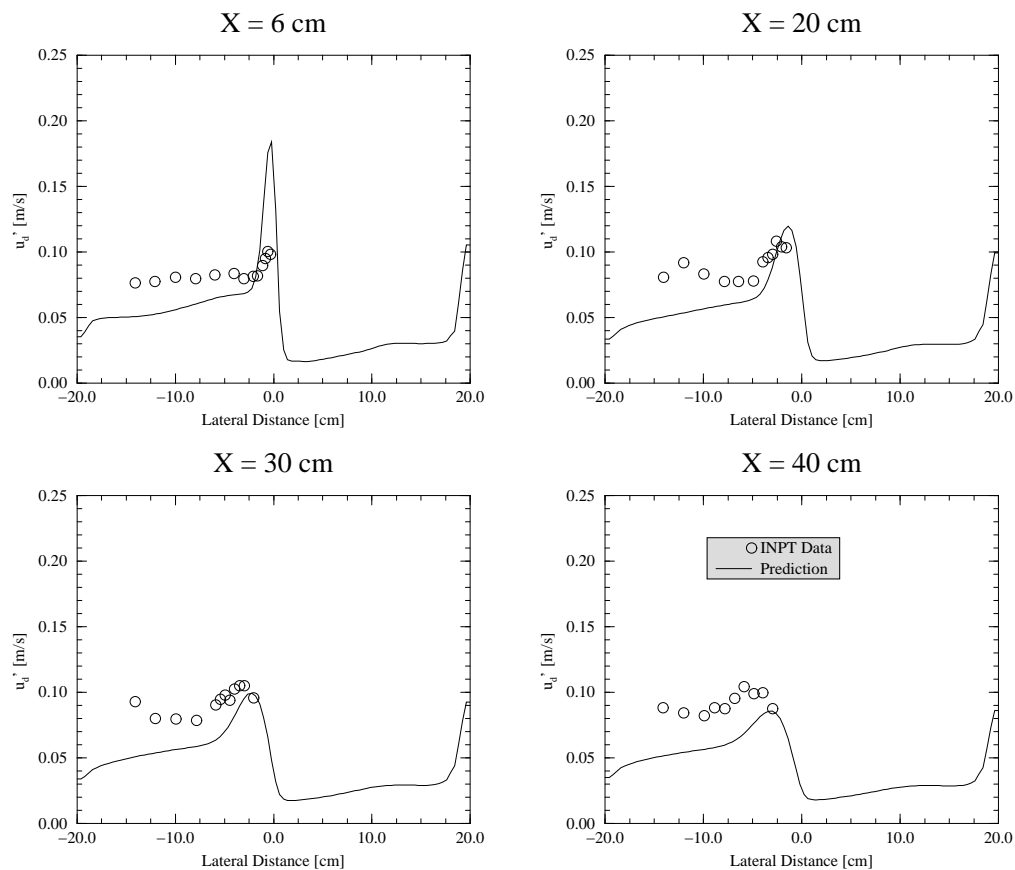 X = 6 cm
0.25
0.20
0.15
0.10
0.05
0.00
u_d' [m/s]
−20.0 −10.0 0.0 10.0 20.0
Lateral Distance [cm]
X = 20 cm
0.25
0.20
0.15
0.10
0.05
0.00
u_d' [m/s]
−20.0 −10.0 0.0 10.0 20.0
Lateral Distance [cm]
X = 30 cm
0.25
0.20
0.15
0.10
0.05
0.00
u_d' [m/s]
−20.0 −10.0 0.0 10.0 20.0
Lateral Distance [cm]
X = 40 cm
0.25
0.20
0.15
0.10
0.05
0.00
u_d' [m/s]
INPT Data
Prediction
−20.0 −10.0 0.0 10.0 20.0
Lateral Distance [cm]